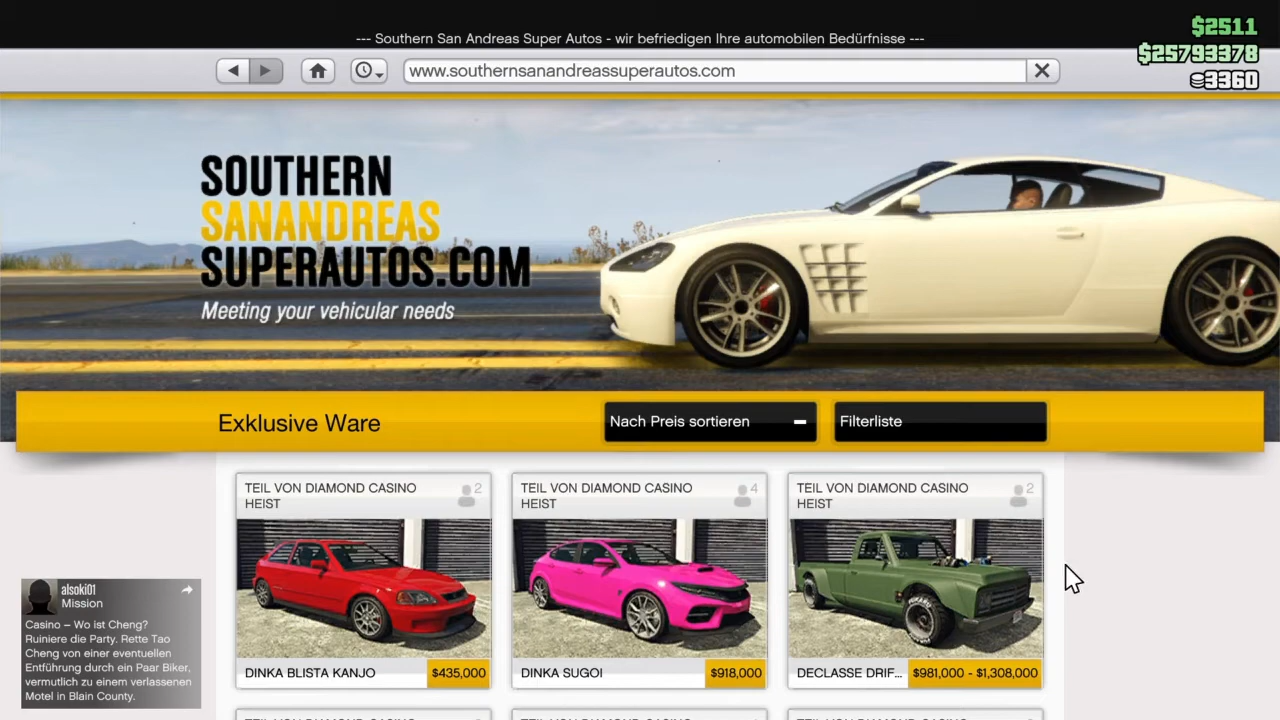 --- Southern San Andreas Super Autos - wir befriedigen Ihre automobilen Bedürfnisse ---
$2511
$25793378
3360
www.southernsanandreassuperautos.com
SOUTHERN
SANANDREAS
SUPERAUTOS.COM
Meeting your vehicular needs
Exklusive Ware
Nach Preis sortieren
Filterliste
TEIL VON DIAMOND CASINO
HEIST
2
TEIL VON DIAMOND CASINO
HEIST
4
TEIL VON DIAMOND CASINO
HEIST
2
DINKA BLISTA KANJO
$435,000
DINKA SUGOI
$918,000
DECLASSE DRIF...
$981,000 - $1,308,000
alsoki01
Mission
Casino – Wo ist Cheng?
Ruiniere die Party. Rette Tao
Cheng von einer eventuellen
Entführung durch ein Paar Biker,
vermutlich zu einem verlassenen
Motel in Blain County.